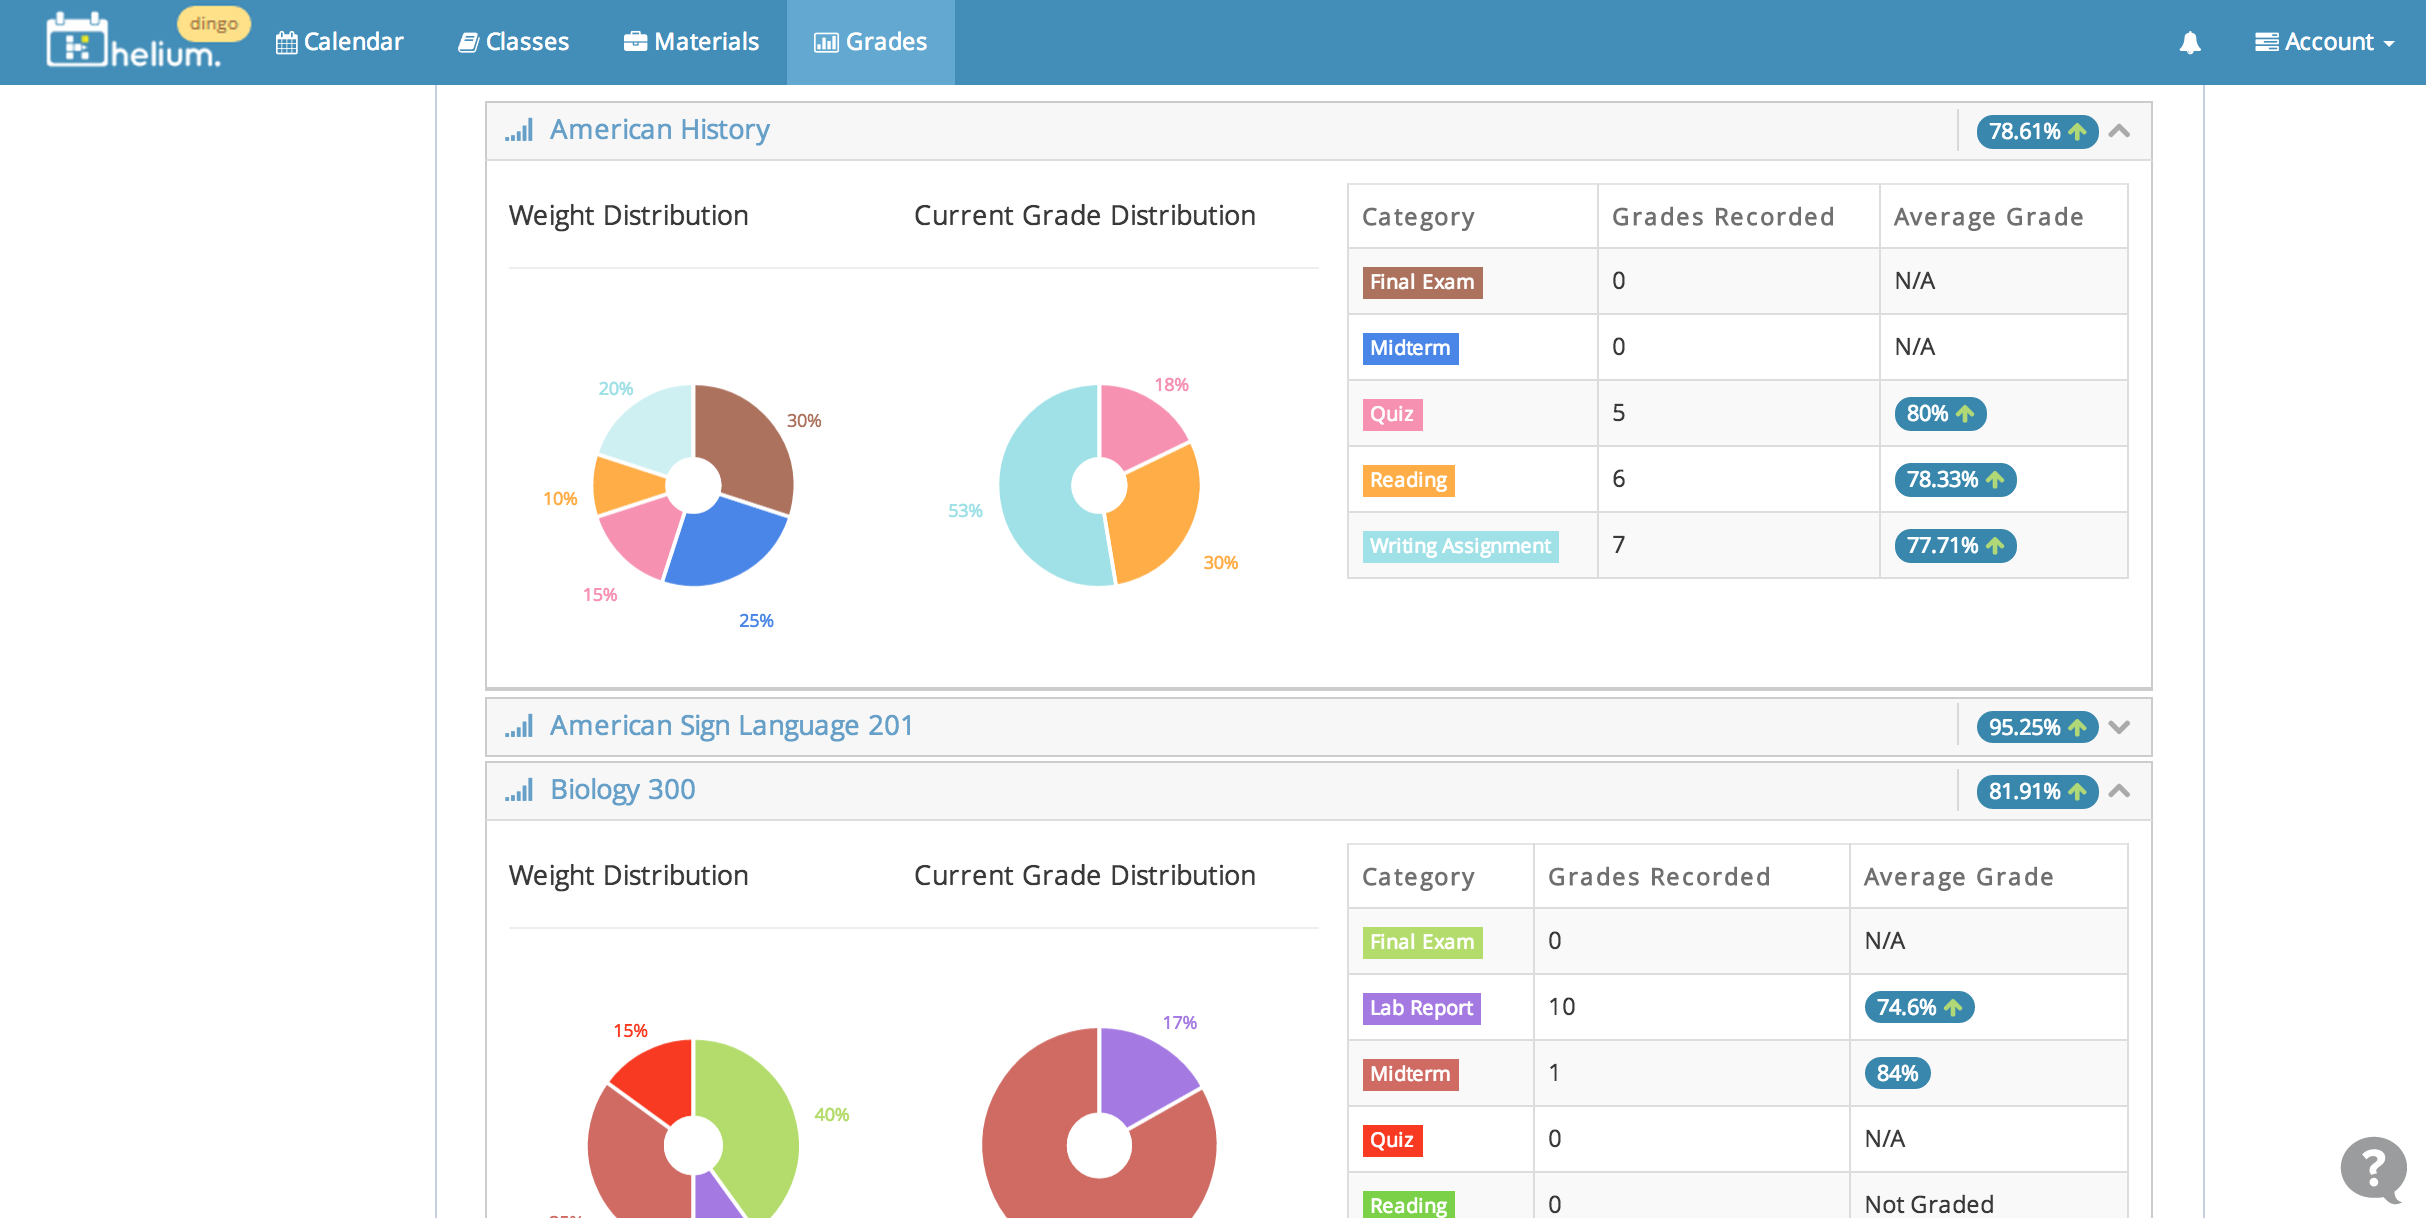 helium.
dingo
Calendar
Classes
Materials
Grades
Account
American History
78.61%
Weight Distribution
Current Grade Distribution
20%
30%
10%
15%
25%
18%
53%
30%
Category Grades Recorded Average Grade
Final Exam 0 N/A
Midterm 0 N/A
Quiz 5 80%
Reading 6 78.33%
Writing Assignment 7 77.71%
American Sign Language 201
95.25%
Biology 300
81.91%
Weight Distribution
Current Grade Distribution
15%
40%
17%
Category Grades Recorded Average Grade
Final Exam 0 N/A
Lab Report 10 74.6%
Midterm 1 84%
Quiz 0 N/A
Reading 0 Not Graded
?